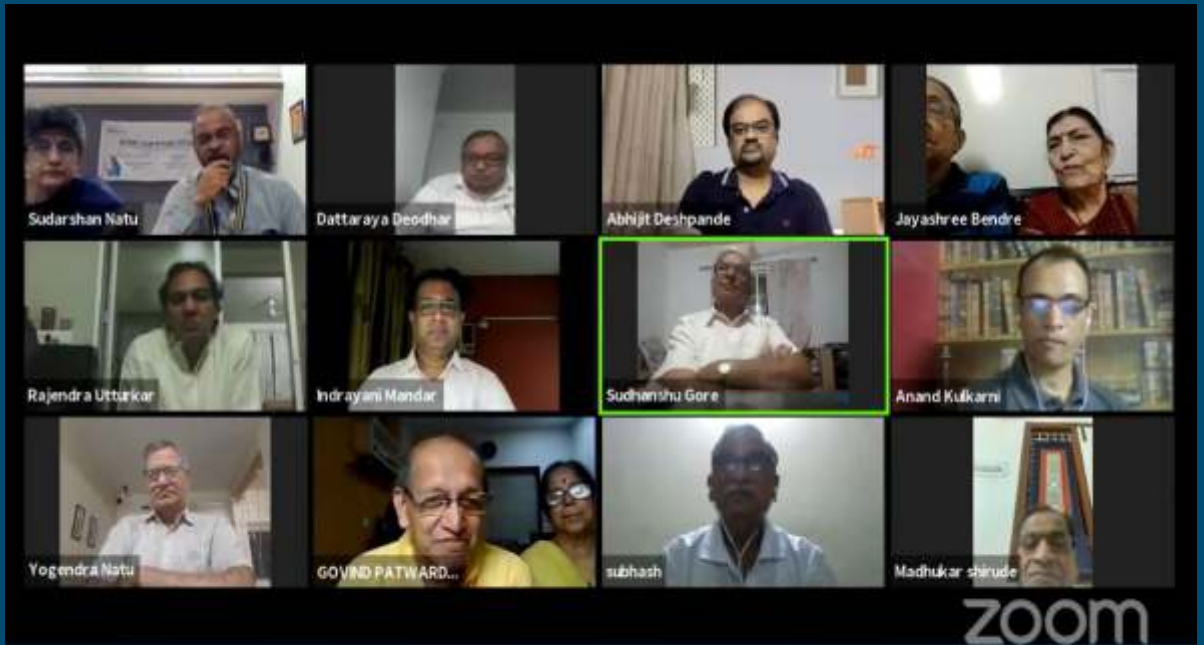 Sudarshan Natu
Dattaraya Deodhar
Abhijit Deshpande
Jayashree Bendre
Rajendra Utturkar
Indrayani Mandar
Sudhanshu Gore
Anand Kulkarni
Yogendra Natu
GOVIND PATWARD...
subhash
Madhukar shirude
zoom